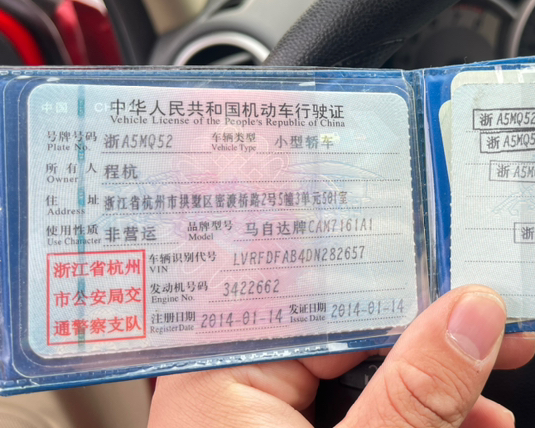 中国 CH
中华人民共和国机动车行驶证
Vehicle License of the People's Republic of China
号牌号码 浙A5MQ52 车辆类型 小型轿车
Plate No. Vehicle Type
所有人 程杭
Owner
住址 浙江省杭州市拱墅区密渡桥路2号5幢3单元501室
Address
使用性质 非营运 品牌型号 马自达牌CAM7161A1
Use Character Model
浙江省杭州
市公安局交
通警察支队
车辆识别代号 LVRFDFAB4DN282657
VIN
发动机号码 3422662
Engine No.
注册日期 2014-01-14 发证日期 2014-01-14
Register Date Issue Date
浙A5MQ52
浙A5MQ5
浙A5M
浙